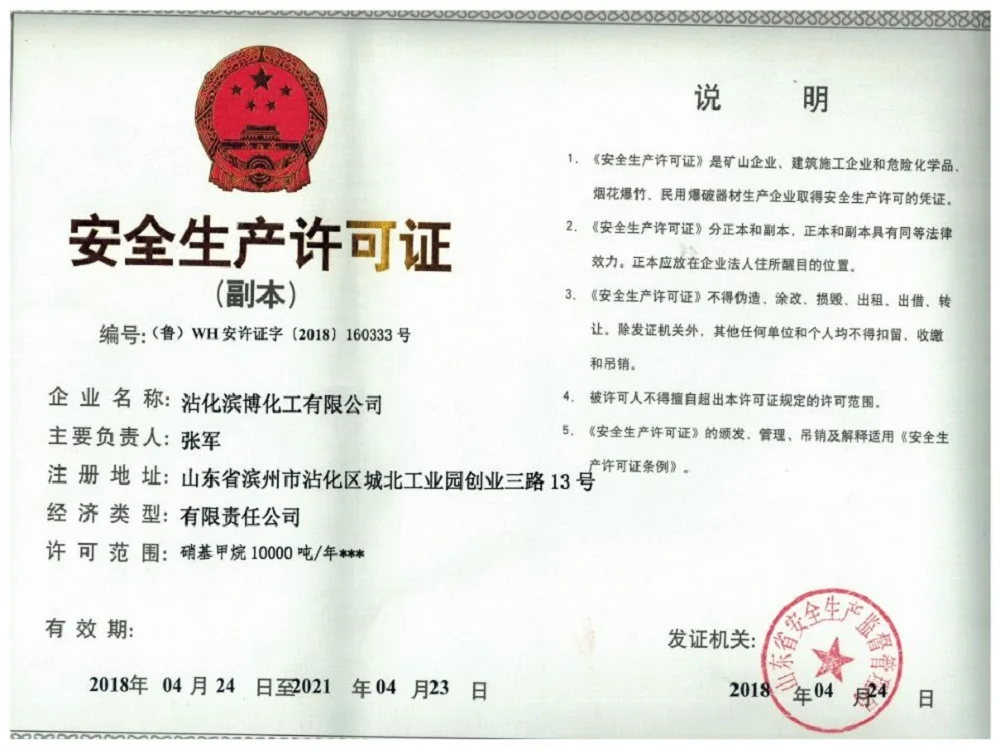 安全生产许可证
(副本)
编号:（鲁）WH安许证字〔2018〕160333号
企业名称: 沾化滨博化工有限公司
主要负责人: 张军
注册地址: 山东省滨州市沾化区城北工业园创业三路13号
经济类型: 有限责任公司
许可范围: 硝基甲烷10000吨/年***
有效期:
2018年 04月24 日至2021 年04 月23 日
说 明
1. 《安全生产许可证》是矿山企业、建筑施工企业和危险化学品、
烟花爆竹、民用爆破器材生产企业取得安全生产许可的凭证。
2. 《安全生产许可证》分正本和副本，正本和副本具有同等法律
效力。正本应放在企业法人住所醒目的位置。
3. 《安全生产许可证》不得伪造、涂改、损毁、出租、出借、转
让。除发证机关外，其他任何单位和个人均不得扣留，收缴
和吊销。
4. 被许可人不得擅自超出本许可证规定的许可范围。
5. 《安全生产许可证》的颁发、管理、吊销及解释适用《安全生
产许可证条例》。
发证机关:
山东省安全生产监督管理局
2018 年04 月24 日